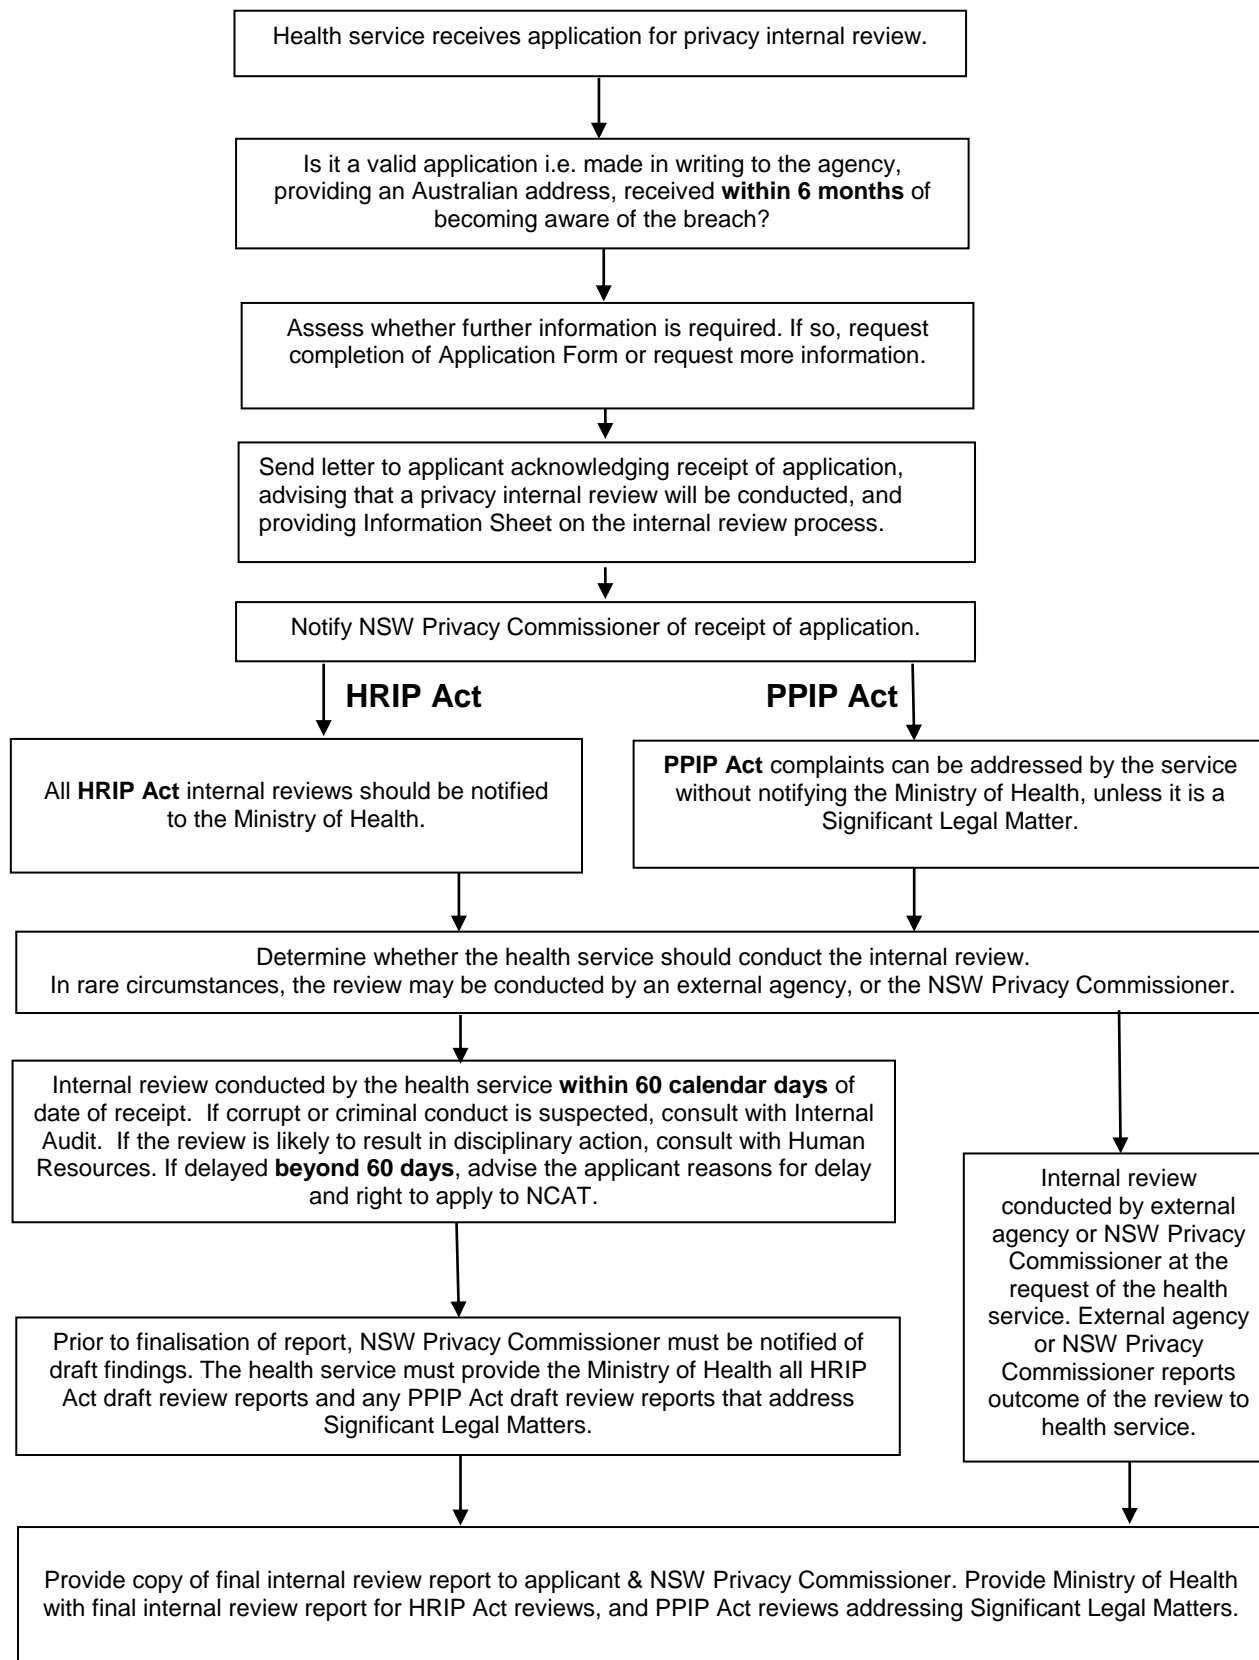 Health service receives application for privacy internal review.
Is it a valid application i.e. made in writing to the agency,
providing an Australian address, received within 6 months of
becoming aware of the breach?
Assess whether further information is required. If so, request
completion of Application Form or request more information.
Send letter to applicant acknowledging receipt of application,
advising that a privacy internal review will be conducted, and
providing Information Sheet on the internal review process.
Notify NSW Privacy Commissioner of receipt of application.
HRIP Act
PPIP Act
All HRIP Act internal reviews should be notified
to the Ministry of Health.
PPIP Act complaints can be addressed by the service
without notifying the Ministry of Health, unless it is a
Significant Legal Matter.
Determine whether the health service should conduct the internal review.
In rare circumstances, the review may be conducted by an external agency, or the NSW Privacy Commissioner.
Internal review conducted by the health service within 60 calendar days of
date of receipt.  If corrupt or criminal conduct is suspected, consult with Internal
Audit.  If the review is likely to result in disciplinary action, consult with Human
Resources. If delayed beyond 60 days, advise the applicant reasons for delay
and right to apply to NCAT.
Internal review
conducted by external
agency or NSW Privacy
Commissioner at the
request of the health
service. External agency
or NSW Privacy
Commissioner reports
outcome of the review to
health service.
Prior to finalisation of report, NSW Privacy Commissioner must be notified of
draft findings. The health service must provide the Ministry of Health all HRIP
Act draft review reports and any PPIP Act draft review reports that address
Significant Legal Matters.
Provide copy of final internal review report to applicant & NSW Privacy Commissioner. Provide Ministry of Health
with final internal review report for HRIP Act reviews, and PPIP Act reviews addressing Significant Legal Matters.